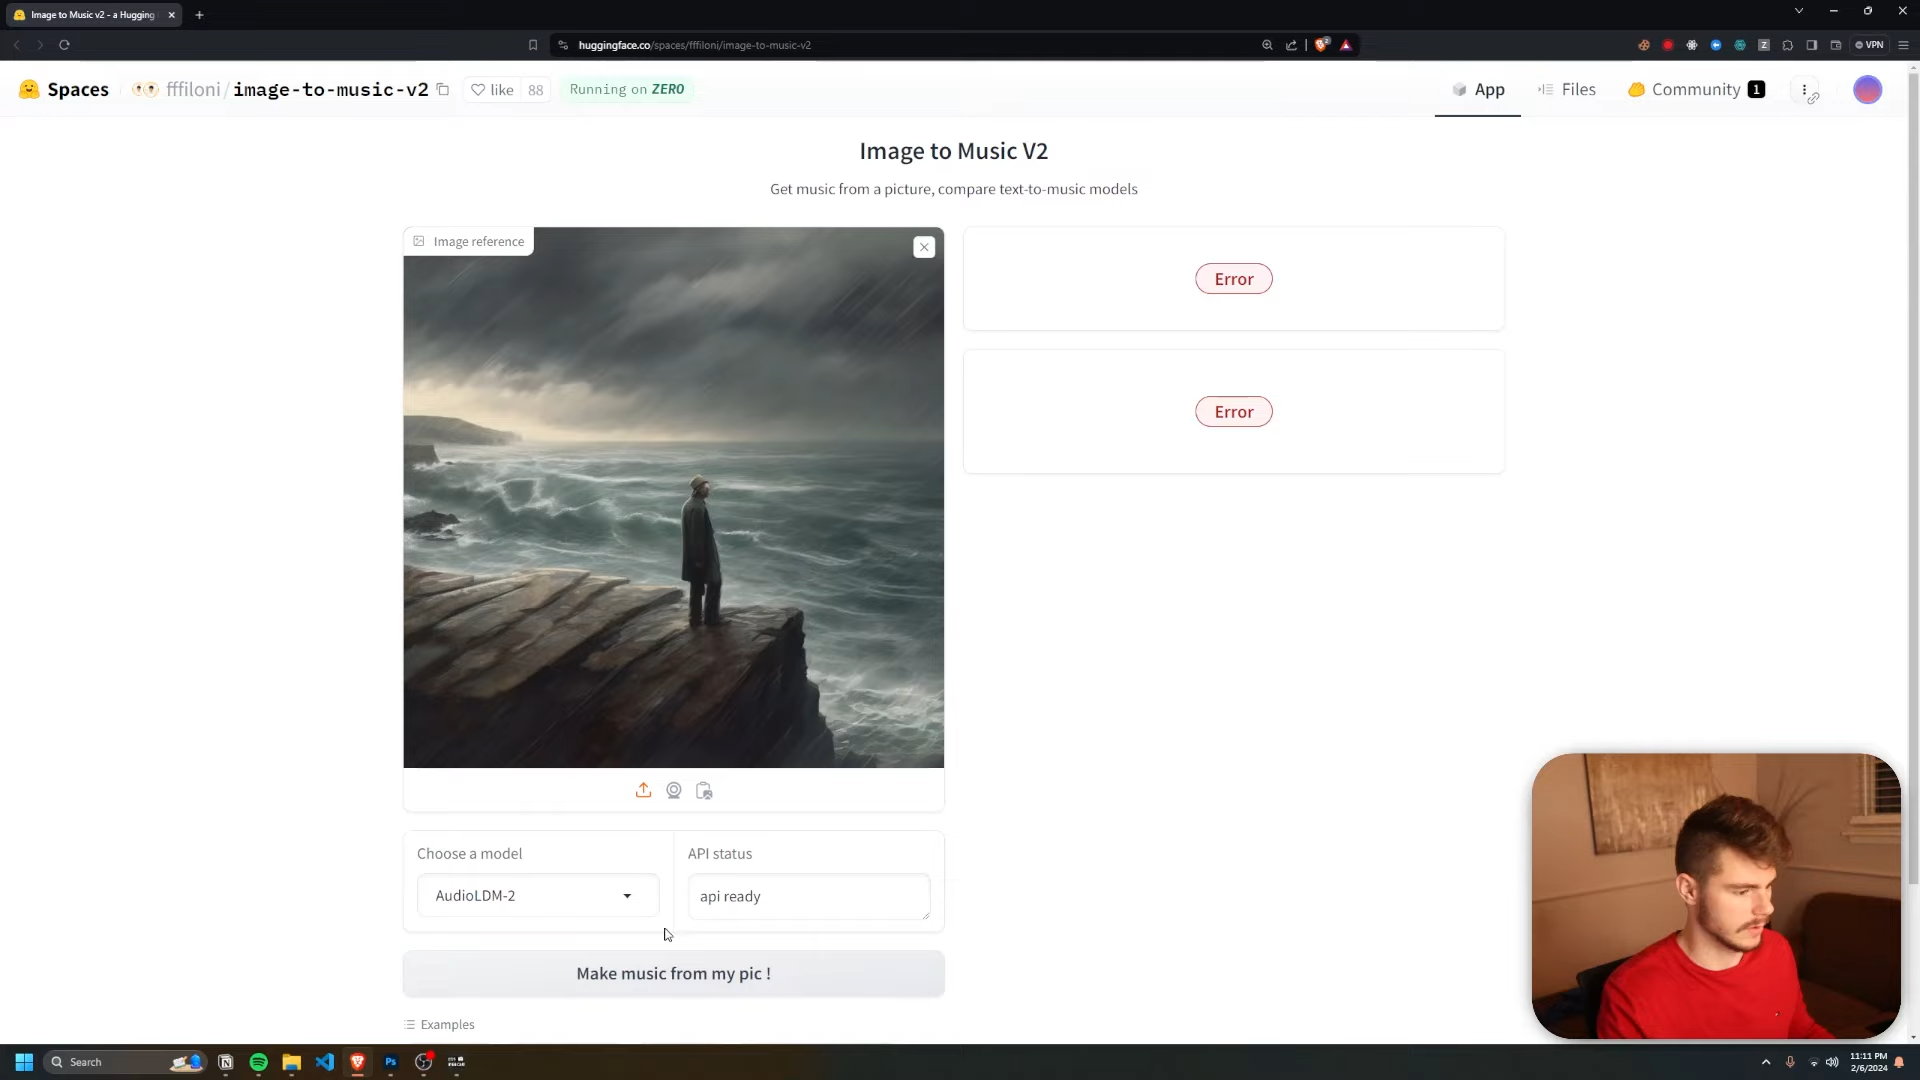 Image to Music v2 - a Hugging
huggingface.co/spaces/fffiloni/image-to-music-v2
2
Z
VPN
Spaces
fffiloni/image-to-music-v2
like 88
Running on ZERO
App
Files
Community 1
Image to Music V2
Get music from a picture, compare text-to-music models
Image reference
Error
Error
Choose a model
AudioLDM-2
API status
api ready
Make music from my pic !
Examples
Search
Ps
11:11 PM
2/6/2024